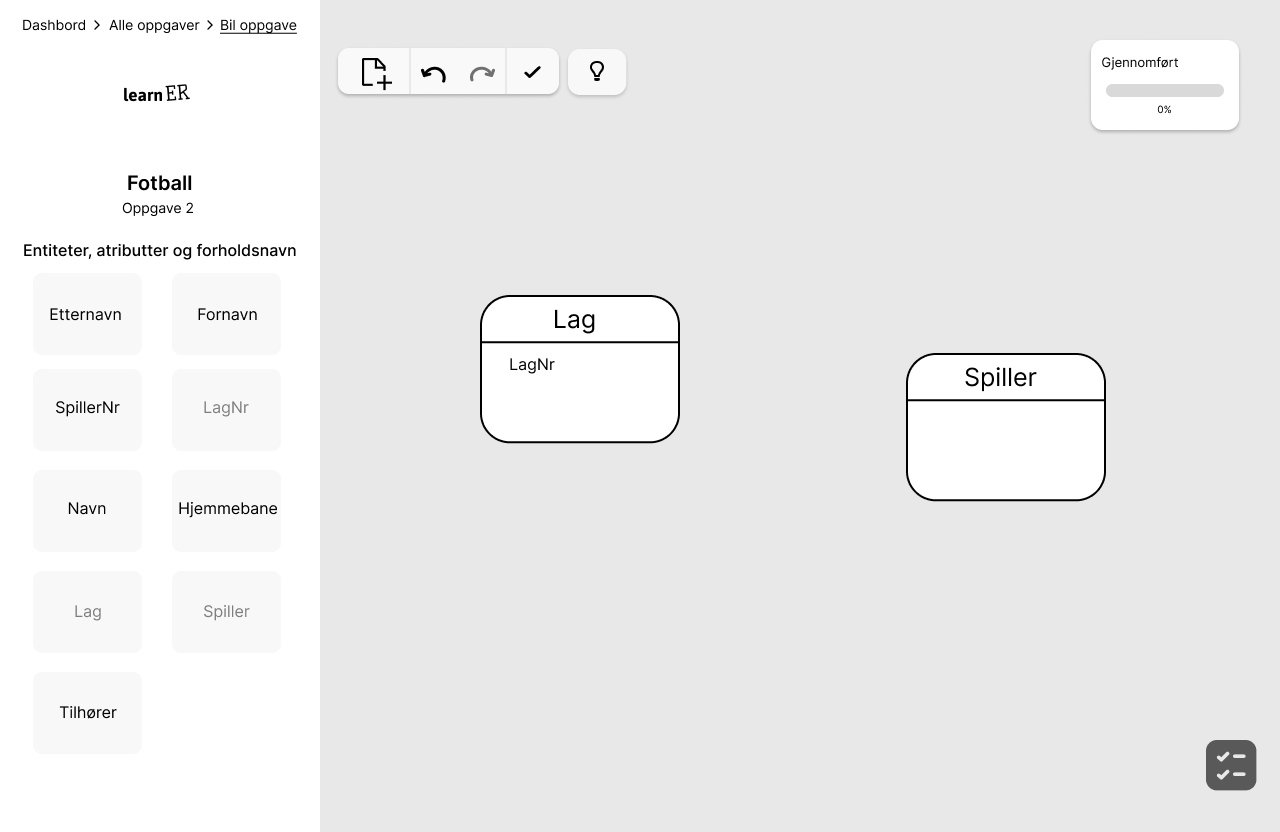 Dashbord > Alle oppgaver > Bil oppgave
learnER
Fotball
Oppgave 2
Entiteter, atributter og forholdsnavn
Etternavn
Fornavn
SpillerNr
LagNr
Navn
Hjemmebane
Lag
Spiller
Tilhører
Gjennomført
0%
Lag
LagNr
Spiller